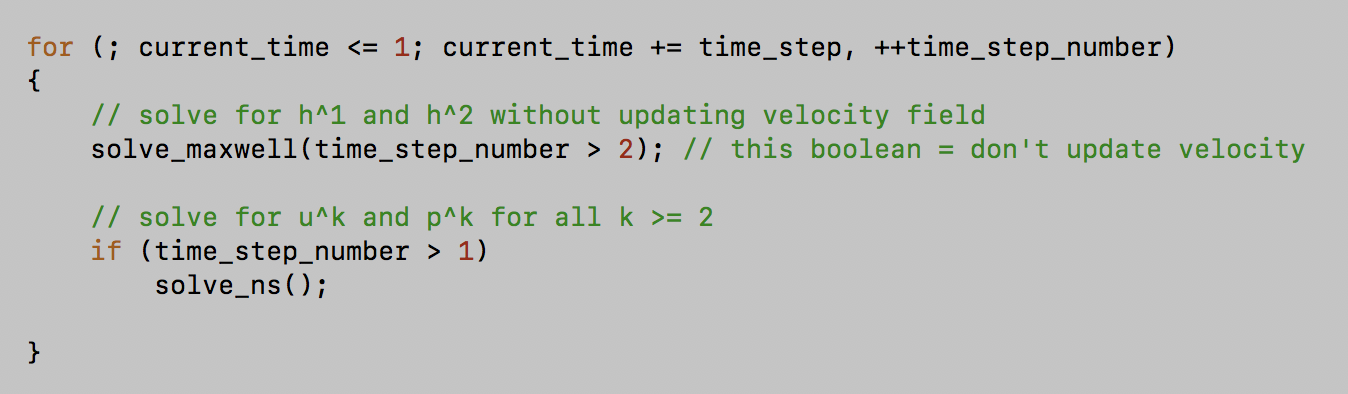 for (; current_time <= 1; current_time += time_step, ++time_step_number)
{
    // solve for h^1 and h^2 without updating velocity field
    solve_maxwell(time_step_number > 2); // this boolean = don't update velocity
    // solve for u^k and p^k for all k >= 2
    if (time_step_number > 1)
        solve_ns();
}